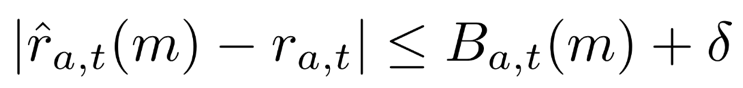 |r̂_{a,t}(m) − r_{a,t}| ≤ B_{a,t}(m) + δ